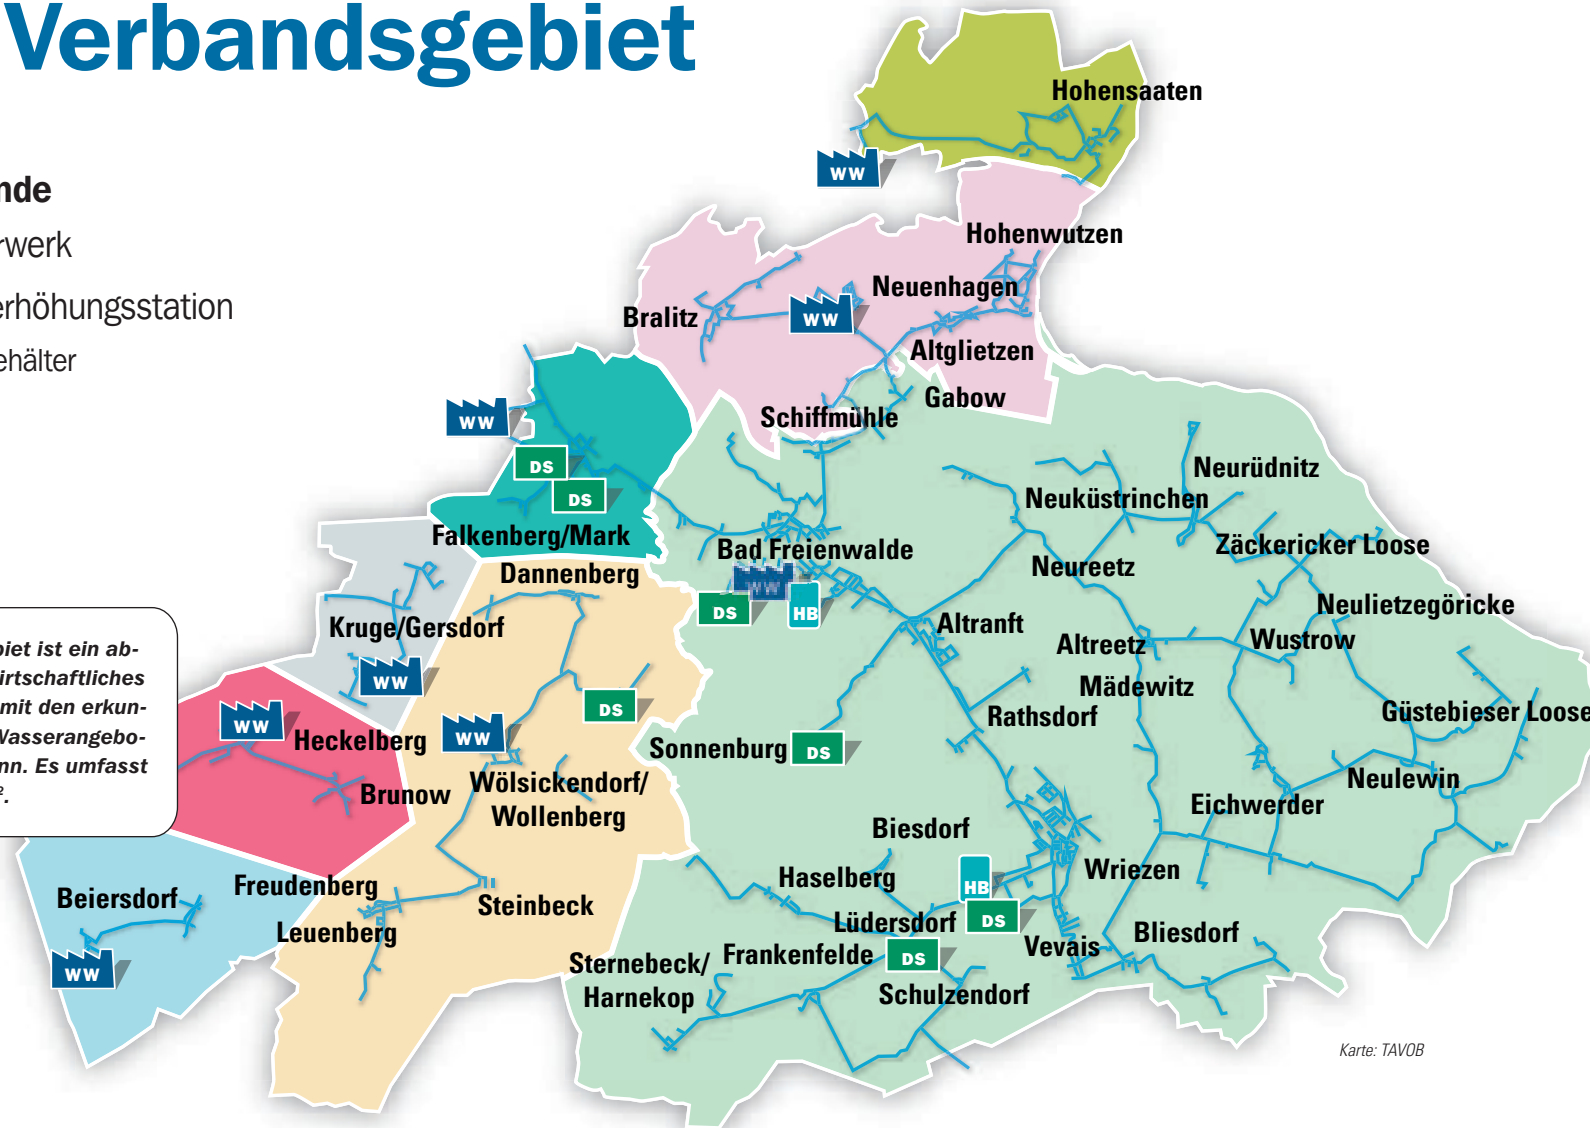 Verbandsgebiet
nde
rwerk
erhöhungsstation
ehälter
Hohensaaten
WW
Hohenwutzen
Neuenhagen
Bralitz
WW
Altglietzen
Gabow
Schiffmühle
WW
DS
DS
Falkenberg/Mark
Neurüdnitz
Neuküstrinchen
Zäckericker Loose
Bad Freienwalde
Neureetz
WW
DS
HB
Dannenberg
Neulietzegöricke
Kruge/Gersdorf
Altranft
Altreetz
Wustrow
WW
Mädewitz
DS
Rathsdorf
Güstebieser Loose
WW
Heckelberg
WW
Sonnenburg
DS
Brunow
Wölsickendorf/
Wollenberg
Neulewin
Eichwerder
biet ist ein ab-
irtschaftliches
mit den erkun-
Wasserangebo-
nn. Es umfasst
².
Biesdorf
Haselberg
HB
Wriezen
Beiersdorf
Freudenberg
Steinbeck
Leuenberg
Lüdersdorf
DS
Vevais
Bliesdorf
WW
Sternebeck/
Harnekop
Frankenfelde
DS
Schulzendorf
Karte: TAVOB